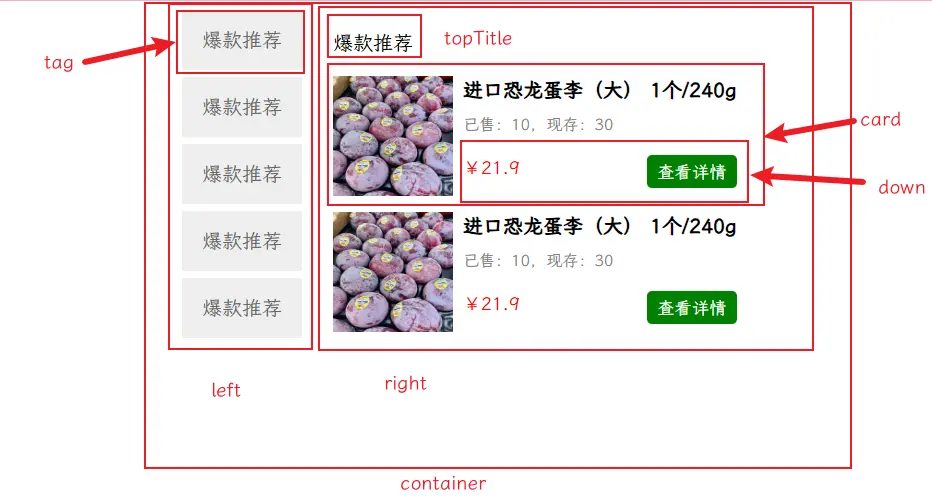 爆款推荐
爆款推荐
爆款推荐
爆款推荐
爆款推荐
tag
left
爆款推荐
topTitle
进口恐龙蛋李（大） 1个/240g
已售：10，现存：30
￥21.9
查看详情
card
down
进口恐龙蛋李（大） 1个/240g
已售：10，现存：30
￥21.9
查看详情
right
container